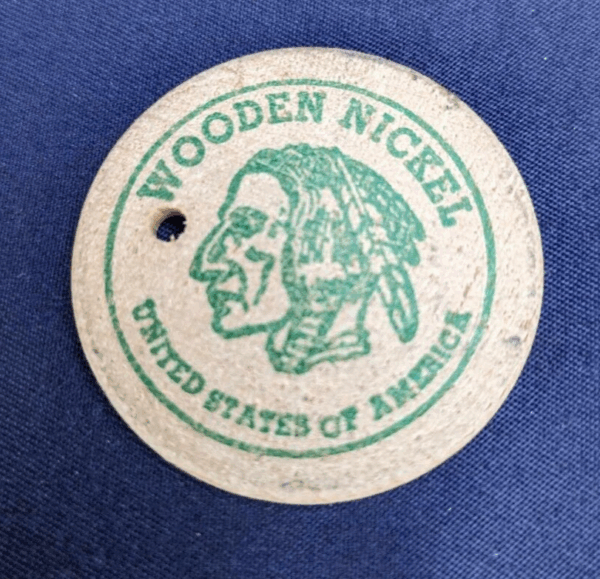 WOODEN NICKEL
UNITED STATES OF AMERICA